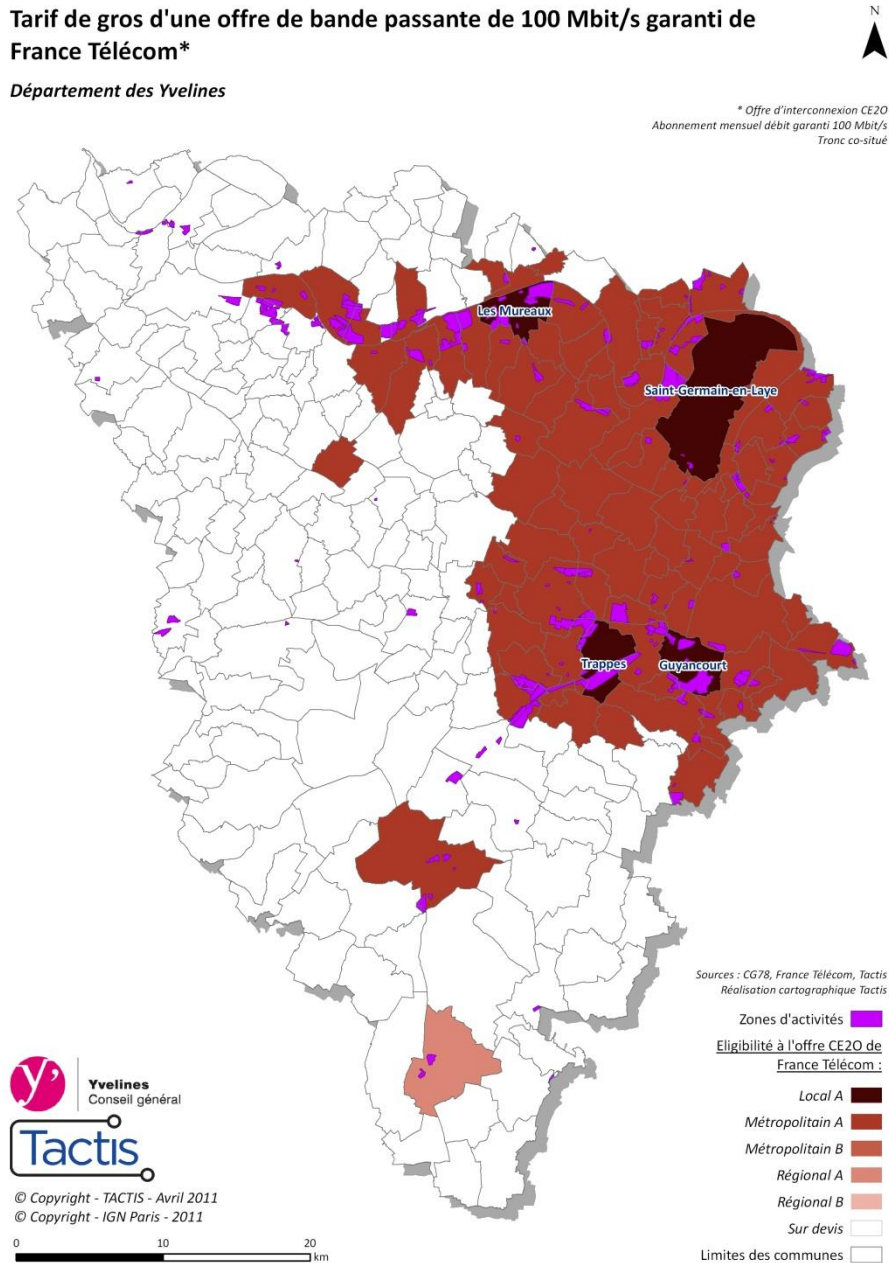 Tarif de gros d'une offre de bande passante de 100 Mbit/s garanti de
France Télécom*
N
Département des Yvelines
* Offre d'interconnexion CE2O
Abonnement mensuel débit garanti 100 Mbit/s
Tronc co-situé
Les Mureaux
Saint-Germain-en-Laye
Trappes
Guyancourt
Sources : CG78, France Télécom, Tactis
Réalisation cartographique Tactis
Zones d'activités
Eligibilité à l'offre CE2O de
France Télécom :
Local A
Métropolitain A
Métropolitain B
Régional A
Régional B
Sur devis
Limites des communes
y'
Yvelines
Conseil général
Tactis
© Copyright - TACTIS - Avril 2011
© Copyright - IGN Paris - 2011
0 10 20
km